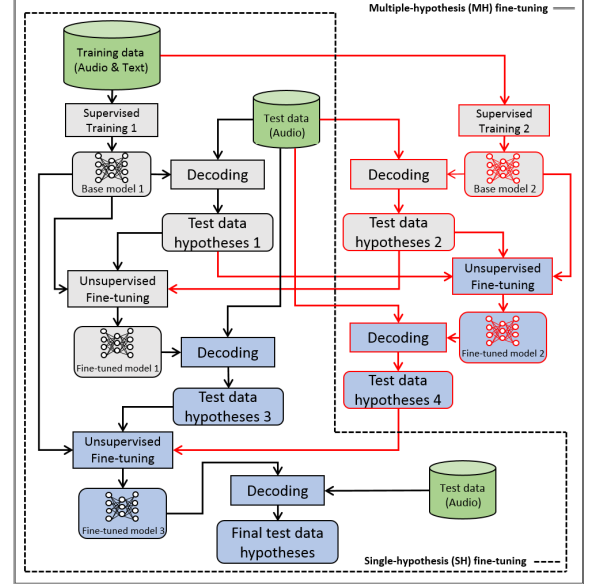 Multiple-hypothesis (MH) fine-tuning
Training data
(Audio & Text)
Supervised
Training 1
Test data
(Audio)
Supervised
Training 2
Base model 1
Decoding
Decoding
Base model 2
Test data
hypotheses 1
Test data
hypotheses 2
Unsupervised
Fine-tuning
Unsupervised
Fine-tuning
Fine-tuned model 1
Decoding
Decoding
Fine-tuned model 2
Test data
hypotheses 3
Test data
hypotheses 4
Unsupervised
Fine-tuning
Fine-tuned model 3
Decoding
Test data
(Audio)
Final test data
hypotheses
Single-hypothesis (SH) fine-tuning